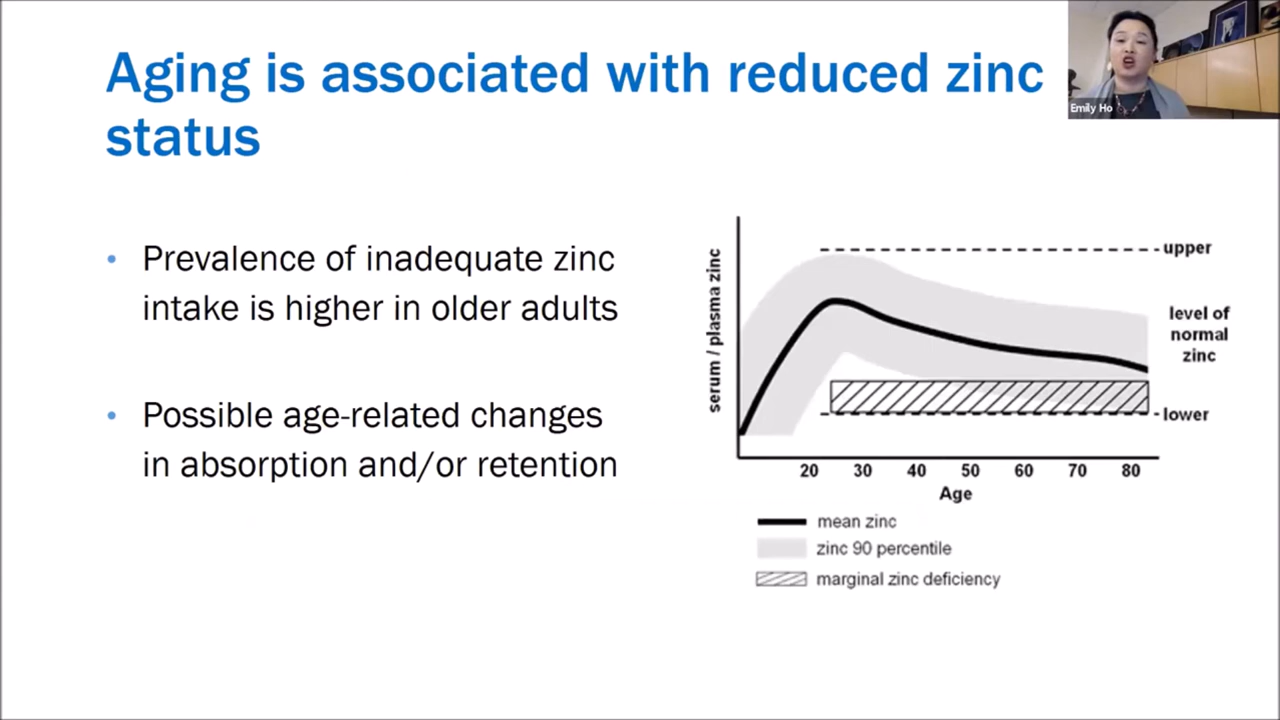 Aging is associated with reduced zinc
status
Emily Ho
• Prevalence of inadequate zinc
intake is higher in older adults
• Possible age-related changes
in absorption and/or retention
serum / plasma zinc
upper
level of
normal
zinc
lower
20 30 40 50 60 70 80
Age
mean zinc
zinc 90 percentile
marginal zinc deficiency